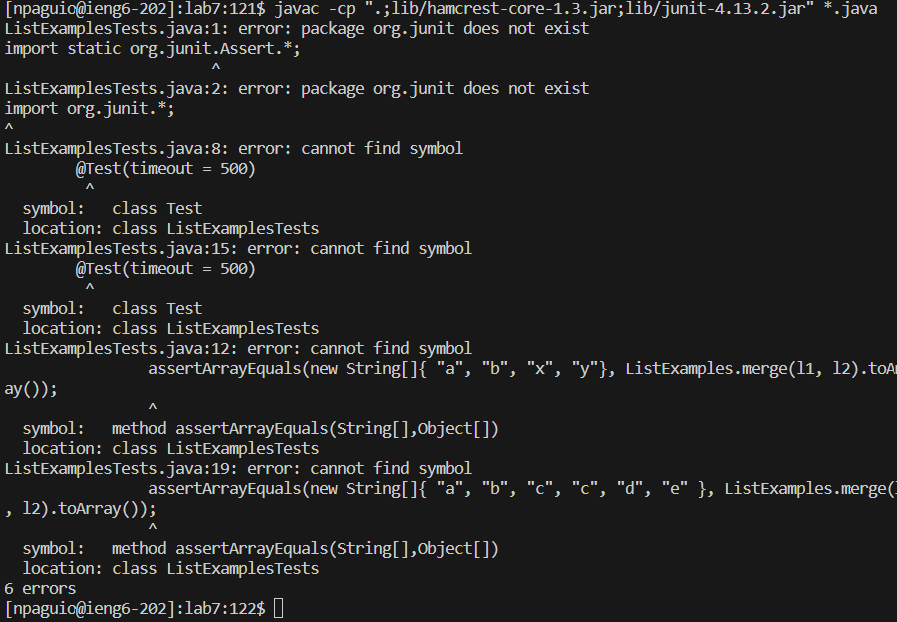 [npaguio@ieng6-202]:lab7:121$ javac -cp ".;lib/hamcrest-core-1.3.jar;lib/junit-4.13.2.jar" *.java
ListExamplesTests.java:1: error: package org.junit does not exist
import static org.junit.Assert.*;
^
ListExamplesTests.java:2: error: package org.junit does not exist
import org.junit.*;
^
ListExamplesTests.java:8: error: cannot find symbol
@Test(timeout = 500)
^
symbol:   class Test
location: class ListExamplesTests
ListExamplesTests.java:15: error: cannot find symbol
@Test(timeout = 500)
^
symbol:   class Test
location: class ListExamplesTests
ListExamplesTests.java:12: error: cannot find symbol
assertArrayEquals(new String[]{ "a", "b", "x", "y"}, ListExamples.merge(l1, l2).toAr
ay());
^
symbol:   method assertArrayEquals(String[],Object[])
location: class ListExamplesTests
ListExamplesTests.java:19: error: cannot find symbol
assertArrayEquals(new String[]{ "a", "b", "c", "c", "d", "e" }, ListExamples.merge(
, l2).toArray());
^
symbol:   method assertArrayEquals(String[],Object[])
location: class ListExamplesTests
6 errors
[npaguio@ieng6-202]:lab7:122$